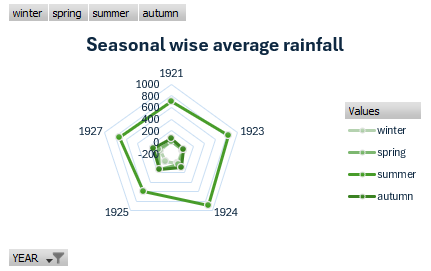 winter spring summer autumn
Seasonal wise average rainfall
1921
1000
800
600
400
200
0
-200
1927
1923
1925
1924
Values
winter
spring
summer
autumn
YEAR